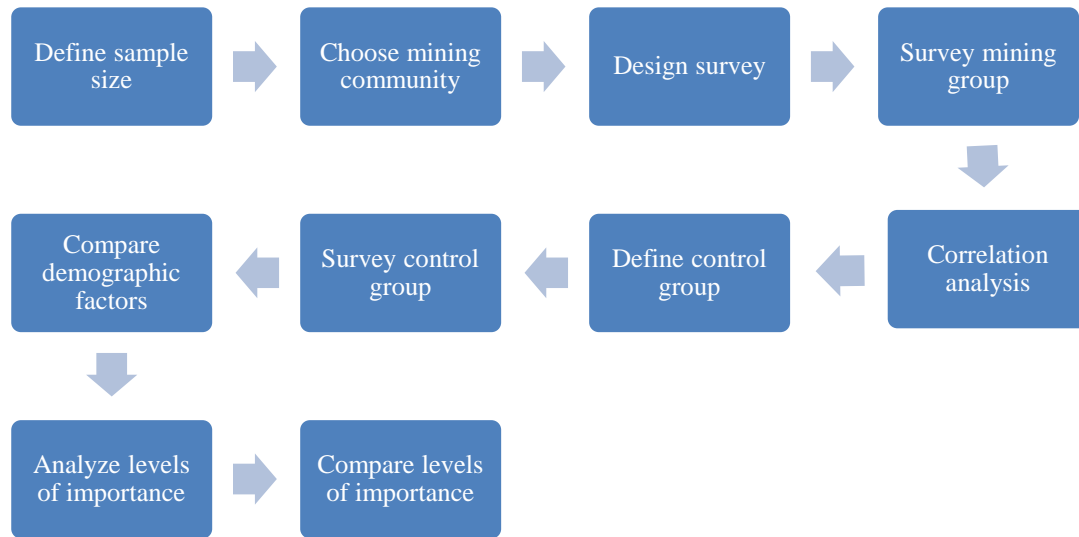 Define sample
size
Choose mining
community
Design survey
Survey mining
group
Correlation
analysis
Define control
group
Survey control
group
Compare
demographic
factors
Analyze levels
of importance
Compare levels
of importance